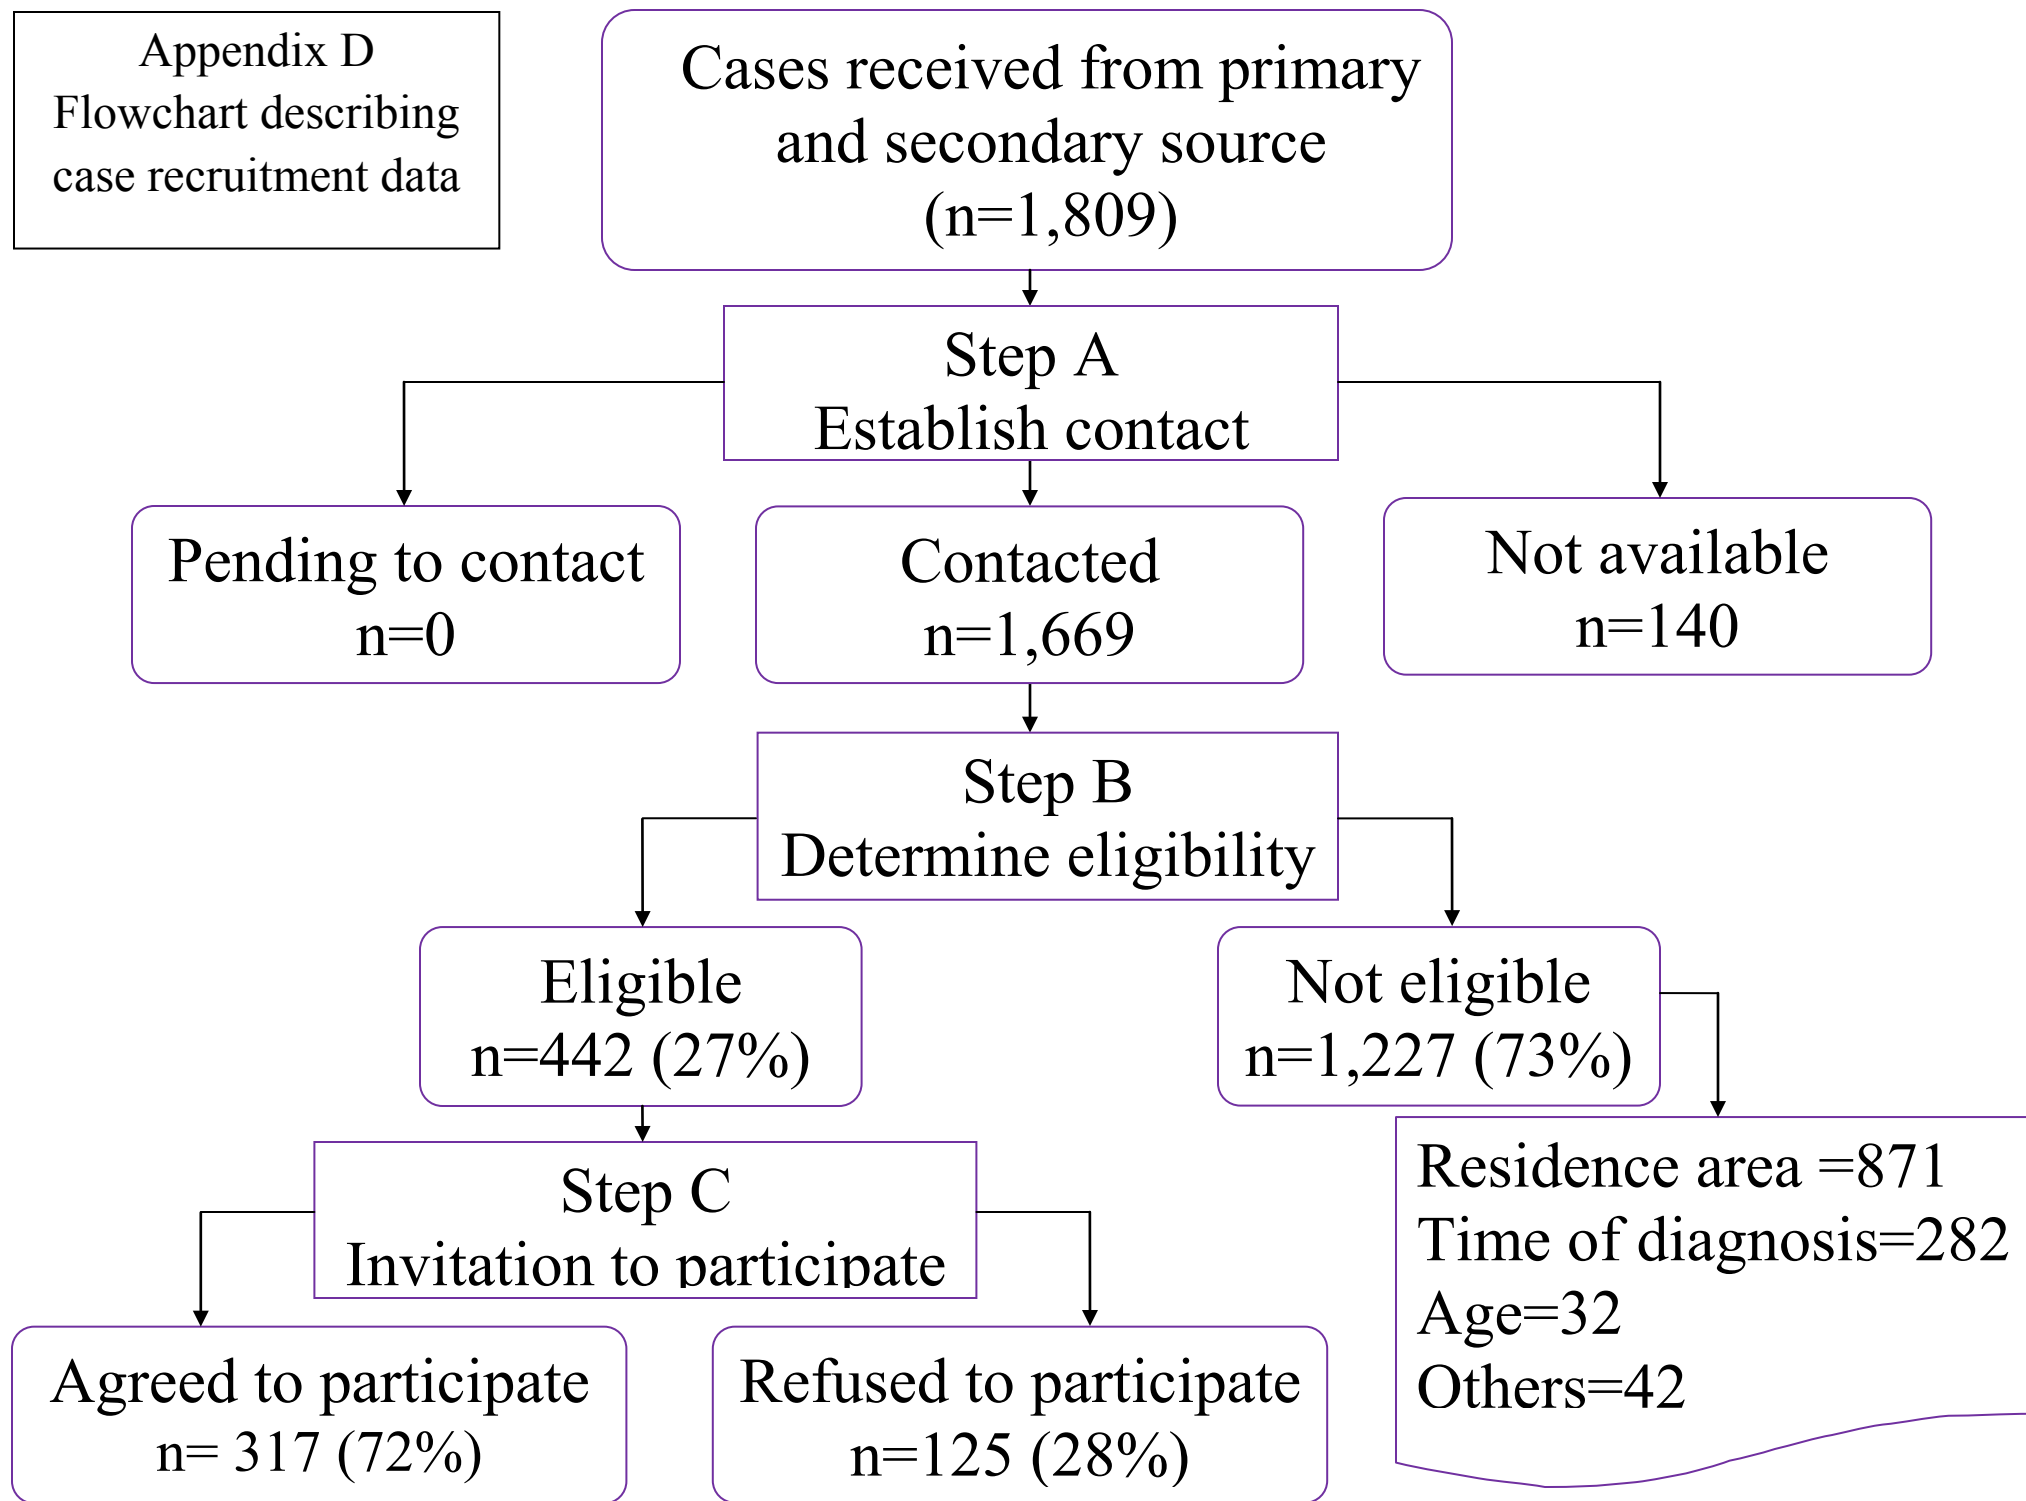 Appendix D
Flowchart describing
case recruitment data
Cases received from primary
and secondary source
(n=1,809)
Step A
Establish contact
Pending to contact
n=0
Contacted
n=1,669
Not available
n=140
Step B
Determine eligibility
Eligible
n=442 (27%)
Not eligible
n=1,227 (73%)
Residence area =871
Time of diagnosis=282
Age=32
Others=42
Step C
Invitation to participate
Agreed to participate
n= 317 (72%)
Refused to participate
n=125 (28%)